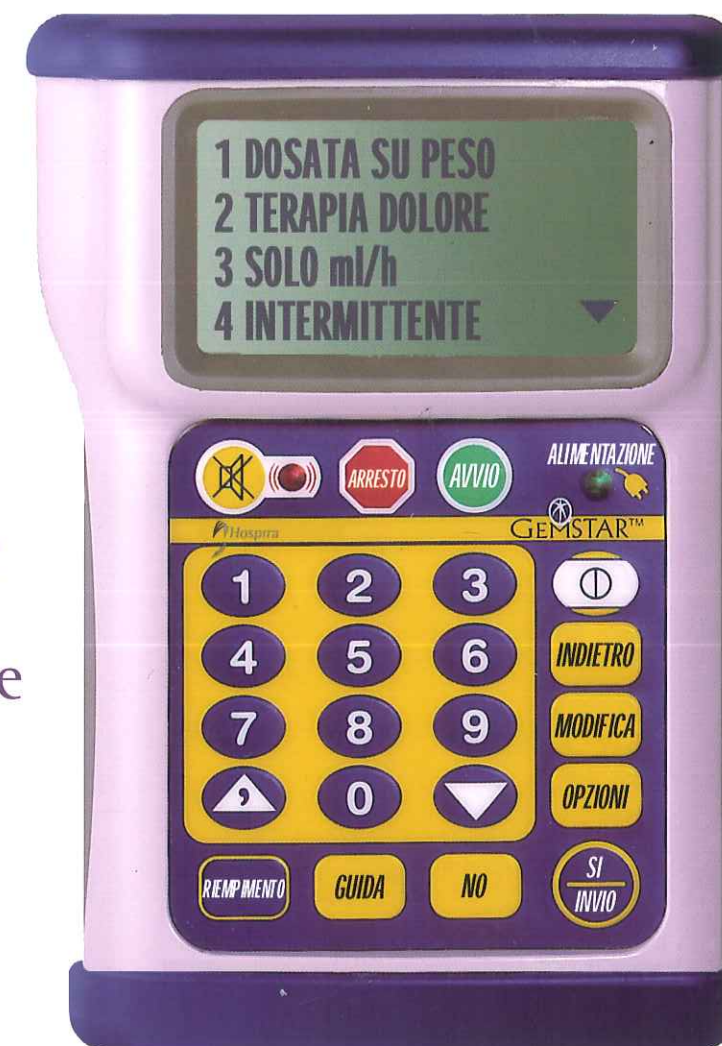 1 DOSATA SU PESO
2 TERAPIA DOLORE
3 SOLO ml/h
4 INTERMITTENTE
ARRESTO
AVVIO
ALIMENTAZIONE
Hospira
GEMSTAR™
1 2 3
4 5 6 INDIETRO
e
7 8 9 MODIFICA
, 0 OPZIONI
RIEMPIMENTO GUIDA NO SI
INVIO